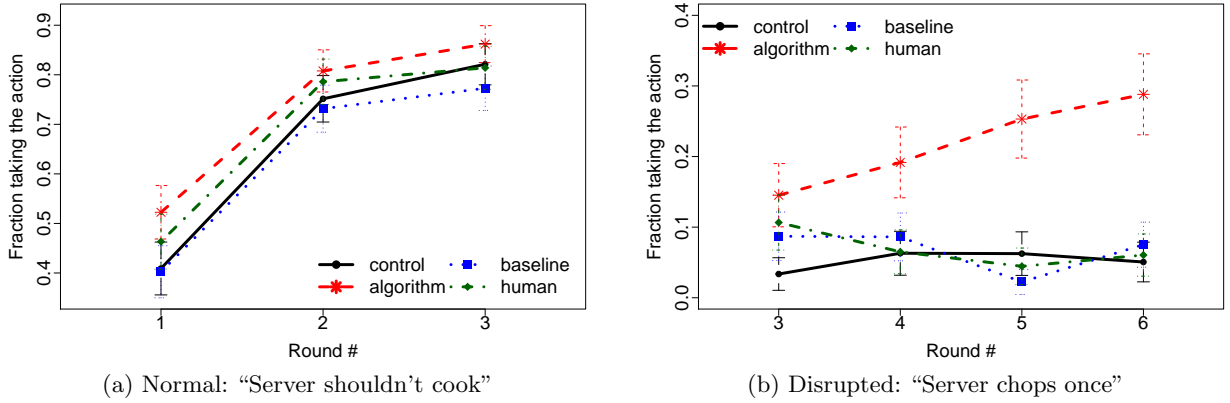 Fraction taking the action
0.4 0.5 0.6 0.7 0.8 0.9
control
algorithm
baseline
human
1 2 3
Round #
(a) Normal: “Server shouldn’t cook”
Fraction taking the action
0.0 0.1 0.2 0.3 0.4
control
algorithm
baseline
human
3 4 5 6
Round #
(b) Disrupted: “Server chops once”